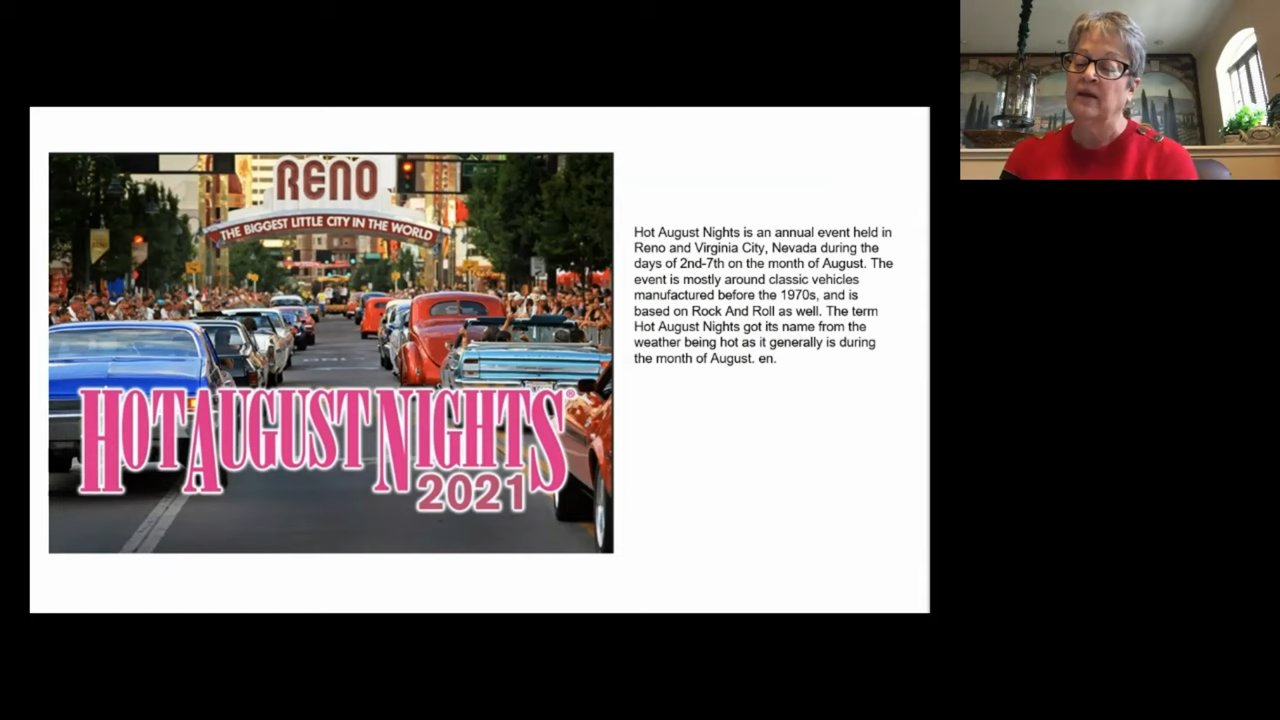 RENO
THE BIGGEST LITTLE CITY IN THE WORLD
HOT AUGUST NIGHTS®
2021
Hot August Nights is an annual event held in
Reno and Virginia City, Nevada during the
days of 2nd-7th on the month of August. The
event is mostly around classic vehicles
manufactured before the 1970s, and is
based on Rock And Roll as well. The term
Hot August Nights got its name from the
weather being hot as it generally is during
the month of August. en.